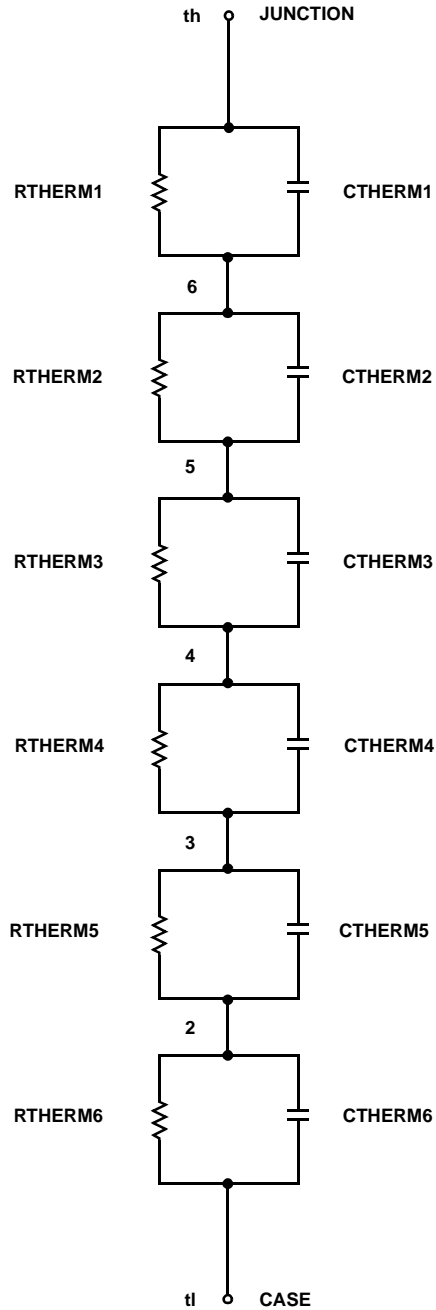 th JUNCTION
RTHERM1 CTHERM1
6
RTHERM2 CTHERM2
5
RTHERM3 CTHERM3
4
RTHERM4 CTHERM4
3
RTHERM5 CTHERM5
2
RTHERM6 CTHERM6
tl CASE